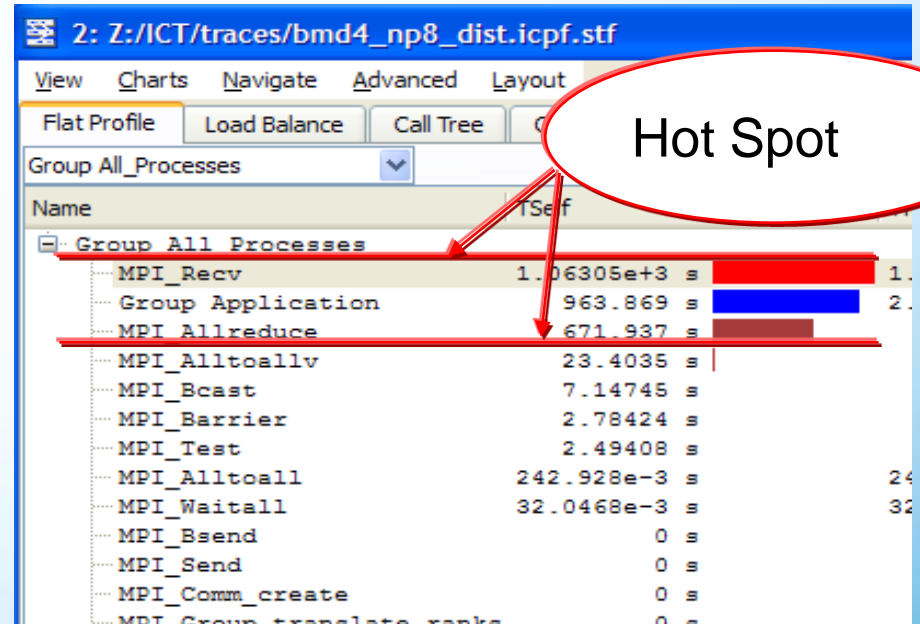 2: Z:/ICT/traces/bmd4_np8_dist.icpf.stf
View Charts Navigate Advanced Layout
Flat Profile Load Balance Call Tree C
Hot Spot
Group All_Processes
Name TSelf
Group All_Processes
MPI_Recv 1.06305e+3 s 1.
Group Application 963.869 s 2.
MPI_Allreduce 671.937 s
MPI_Alltoallv 23.4035 s
MPI_Bcast 7.14745 s
MPI_Barrier 2.78424 s
MPI_Test 2.49408 s
MPI_Alltoall 242.928e-3 s 24
MPI_Waitall 32.0468e-3 s 32
MPI_Bsend 0 s
MPI_Send 0 s
MPI_Comm_create 0 s
MPI_Group_translate_ranks 0 s